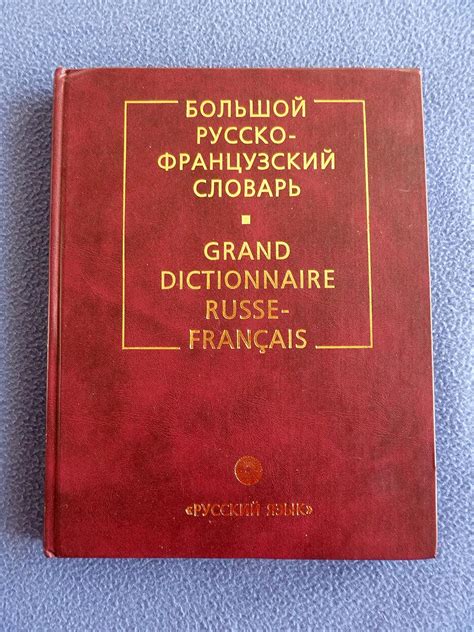 БОЛЬШОЙ
РУССКО-
ФРАНЦУЗСКИЙ
СЛОВАРЬ
GRAND
DICTIONNAIRE
RUSSE-
FRANÇAIS
«РУССКИЙ ЯЗЫК»